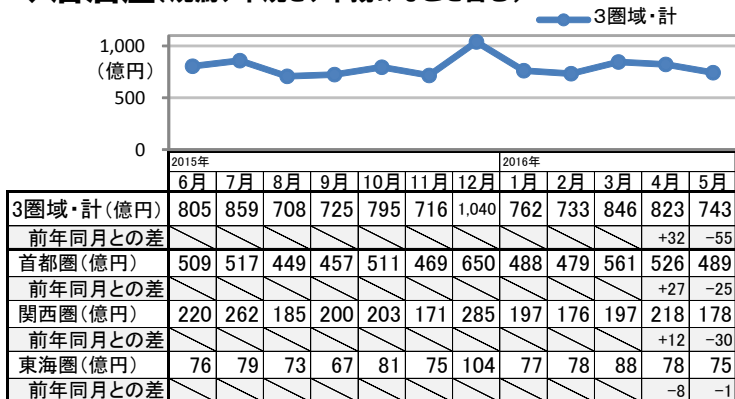 3圏域・計
1,000
（億円）
500
0
2015年 2016年
6月 7月 8月 9月 10月 11月 12月 1月 2月 3月 4月 5月
3圏域・計（億円） 805 859 708 725 795 716 1,040 762 733 846 823 743
前年同月との差 +32 −55
首都圏（億円） 509 517 449 457 511 469 650 488 479 561 526 489
前年同月との差 +27 −25
関西圏（億円） 220 262 185 200 203 171 285 197 176 197 218 178
前年同月との差 +12 −30
東海圏（億円） 76 79 73 67 81 75 104 77 78 88 78 75
前年同月との差 −8 −1